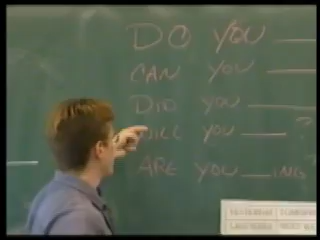 DO YOU ___
CAN YOU ___
DID YOU ___
WILL YOU ___ ?
ARE YOU ___ING ?